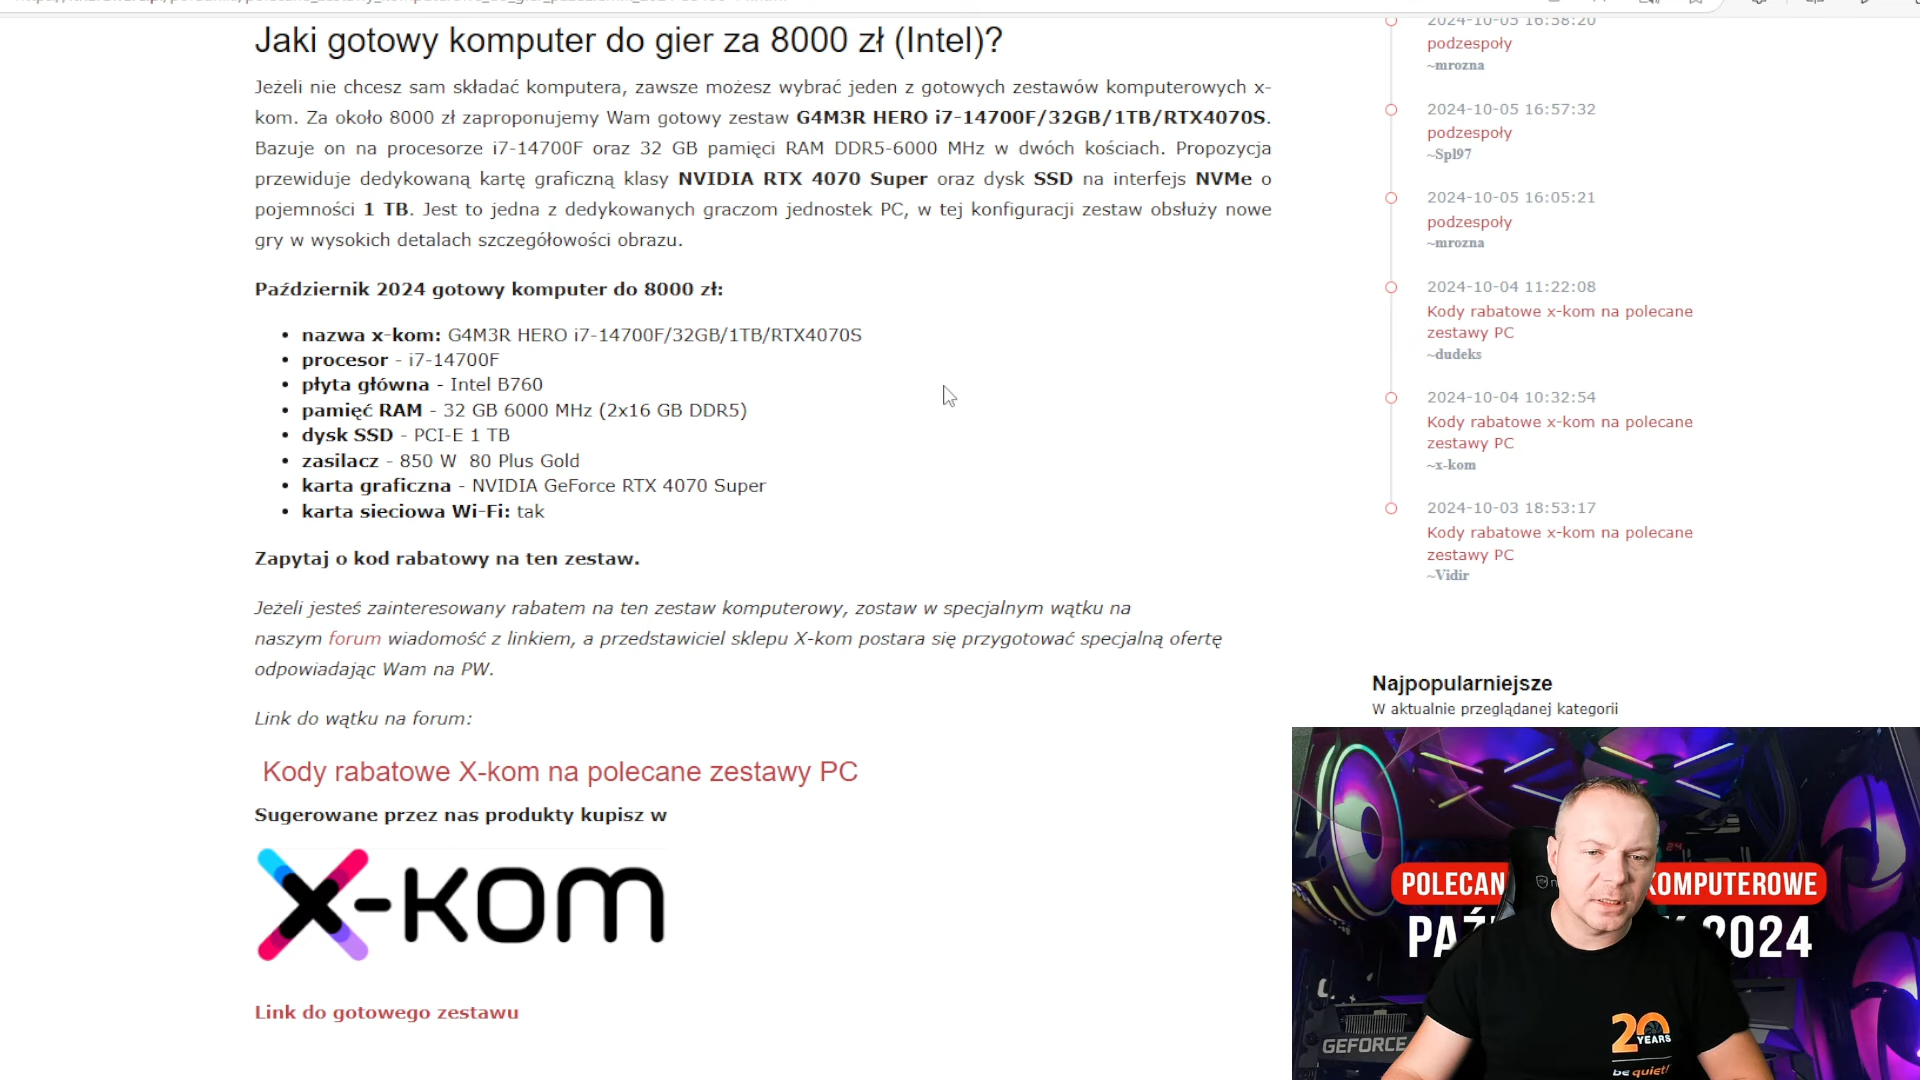 Jaki gotowy komputer do gier za 8000 zł (Intel)?
Jeżeli nie chcesz sam składać komputera, zawsze możesz wybrać jeden z gotowych zestawów komputerowych x-
kom. Za około 8000 zł zaproponujemy Wam gotowy zestaw G4M3R HERO i7-14700F/32GB/1TB/RTX4070S.
Bazuje on na procesorze i7-14700F oraz 32 GB pamięci RAM DDR5-6000 MHz w dwóch kościach. Propozycja
przewiduje dedykowaną kartę graficzną klasy NVIDIA RTX 4070 Super oraz dysk SSD na interfejs NVMe o
pojemności 1 TB. Jest to jedna z dedykowanych graczom jednostek PC, w tej konfiguracji zestaw obsłuży nowe
gry w wysokich detalach szczegółowości obrazu.
Październik 2024 gotowy komputer do 8000 zł:
• nazwa x-kom: G4M3R HERO i7-14700F/32GB/1TB/RTX4070S
• procesor - i7-14700F
• płyta główna - Intel B760
• pamięć RAM - 32 GB 6000 MHz (2x16 GB DDR5)
• dysk SSD - PCI-E 1 TB
• zasilacz - 850 W 80 Plus Gold
• karta graficzna - NVIDIA GeForce RTX 4070 Super
• karta sieciowa Wi-Fi: tak
Zapytaj o kod rabatowy na ten zestaw.
Jeżeli jesteś zainteresowany rabatem na ten zestaw komputerowy, zostaw w specjalnym wątku na
naszym forum wiadomość z linkiem, a przedstawiciel sklepu X-kom postara się przygotować specjalną ofertę
odpowiadając Wam na PW.
Link do wątku na forum:
Kody rabatowe X-kom na polecane zestawy PC
Sugerowane przez nas produkty kupisz w
x-kom
Link do gotowego zestawu
2024-10-05 16:58:20
podzespoły
~mrozna
2024-10-05 16:57:32
podzespoły
~Spl97
2024-10-05 16:05:21
podzespoły
~mrozna
2024-10-04 11:22:08
Kody rabatowe x-kom na polecane
zestawy PC
~dudeks
2024-10-04 10:32:54
Kody rabatowe x-kom na polecane
zestawy PC
~x-kom
2024-10-03 18:53:17
Kody rabatowe x-kom na polecane
zestawy PC
~Vidir
Najpopularniejsze
W aktualnie przeglądanej kategorii
POLECAN KOMPUTEROWE
2024
GEFORCE
20
YEARS
be quiet!